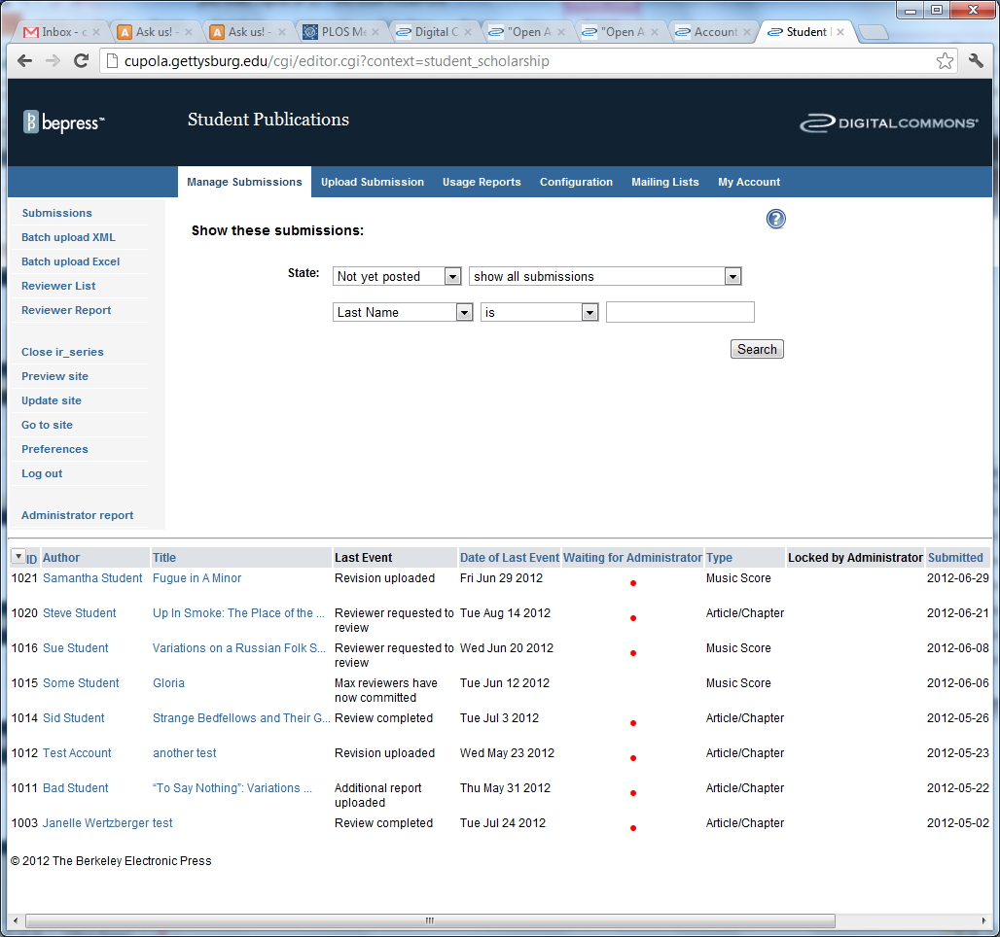 Inbox - c
Ask us! -
Ask us! -
PLOS Me
Digital C
"Open A
"Open A
Account
Student
cupola.gettysburg.edu/cgi/editor.cgi?context=student_scholarship
bepress™
Student Publications
DIGITALCOMMONS®
Manage Submissions Upload Submission Usage Reports Configuration Mailing Lists My Account
Submissions
Batch upload XML
Batch upload Excel
Reviewer List
Reviewer Report
Close ir_series
Preview site
Update site
Go to site
Preferences
Log out
Administrator report
Show these submissions:
?
State: Not yet posted show all submissions
Last Name is
Search
ID Author Title Last Event Date of Last Event Waiting for Administrator Type Locked by Administrator Submitted
1021 Samantha Student Fugue in A Minor Revision uploaded Fri Jun 29 2012 Music Score 2012-06-29
1020 Steve Student Up In Smoke: The Place of the ... Reviewer requested to Tue Aug 14 2012 Article/Chapter 2012-06-21
review
1016 Sue Student Variations on a Russian Folk S... Reviewer requested to Wed Jun 20 2012 Music Score 2012-06-08
review
1015 Some Student Gloria Max reviewers have Tue Jun 12 2012 Music Score 2012-06-06
now committed
1014 Sid Student Strange Bedfellows and Their G... Review completed Tue Jul 3 2012 Article/Chapter 2012-05-26
1012 Test Account another test Revision uploaded Wed May 23 2012 Article/Chapter 2012-05-23
1011 Bad Student “To Say Nothing”: Variations ... Additional report Thu May 31 2012 Article/Chapter 2012-05-22
uploaded
1003 Janelle Wertzberger test Review completed Tue Jul 24 2012 Article/Chapter 2012-05-02
© 2012 The Berkeley Electronic Press